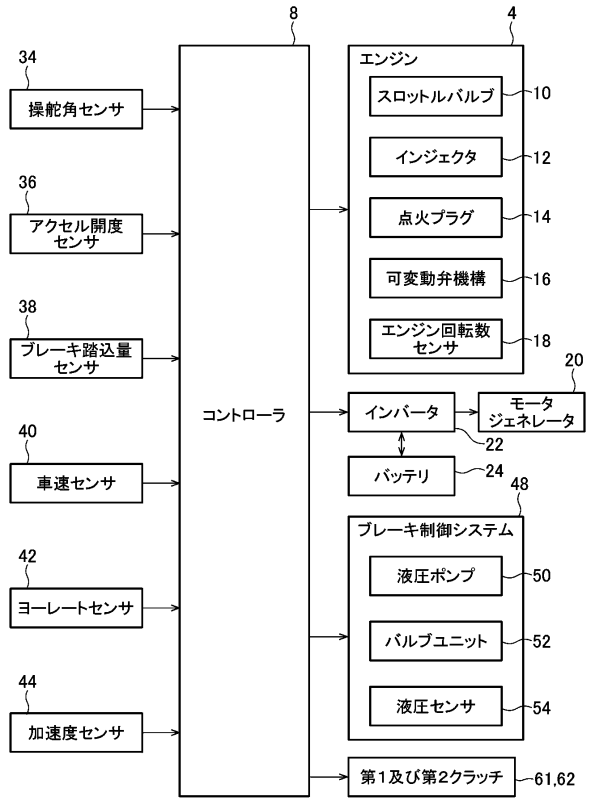 8
コントローラ
34
操舵角センサ
36
アクセル開度
センサ
38
ブレーキ踏込量
センサ
40
車速センサ
42
ヨーレートセンサ
44
加速度センサ
4
エンジン
スロットルバルブ
10
インジェクタ
12
点火プラグ
14
可変動弁機構
16
エンジン回転数
センサ
18
インバータ
22
20
モータ
ジェネレータ
バッテリ
24
48
ブレーキ制御システム
液圧ポンプ
50
バルブユニット
52
液圧センサ
54
第1及び第2クラッチ
61,62